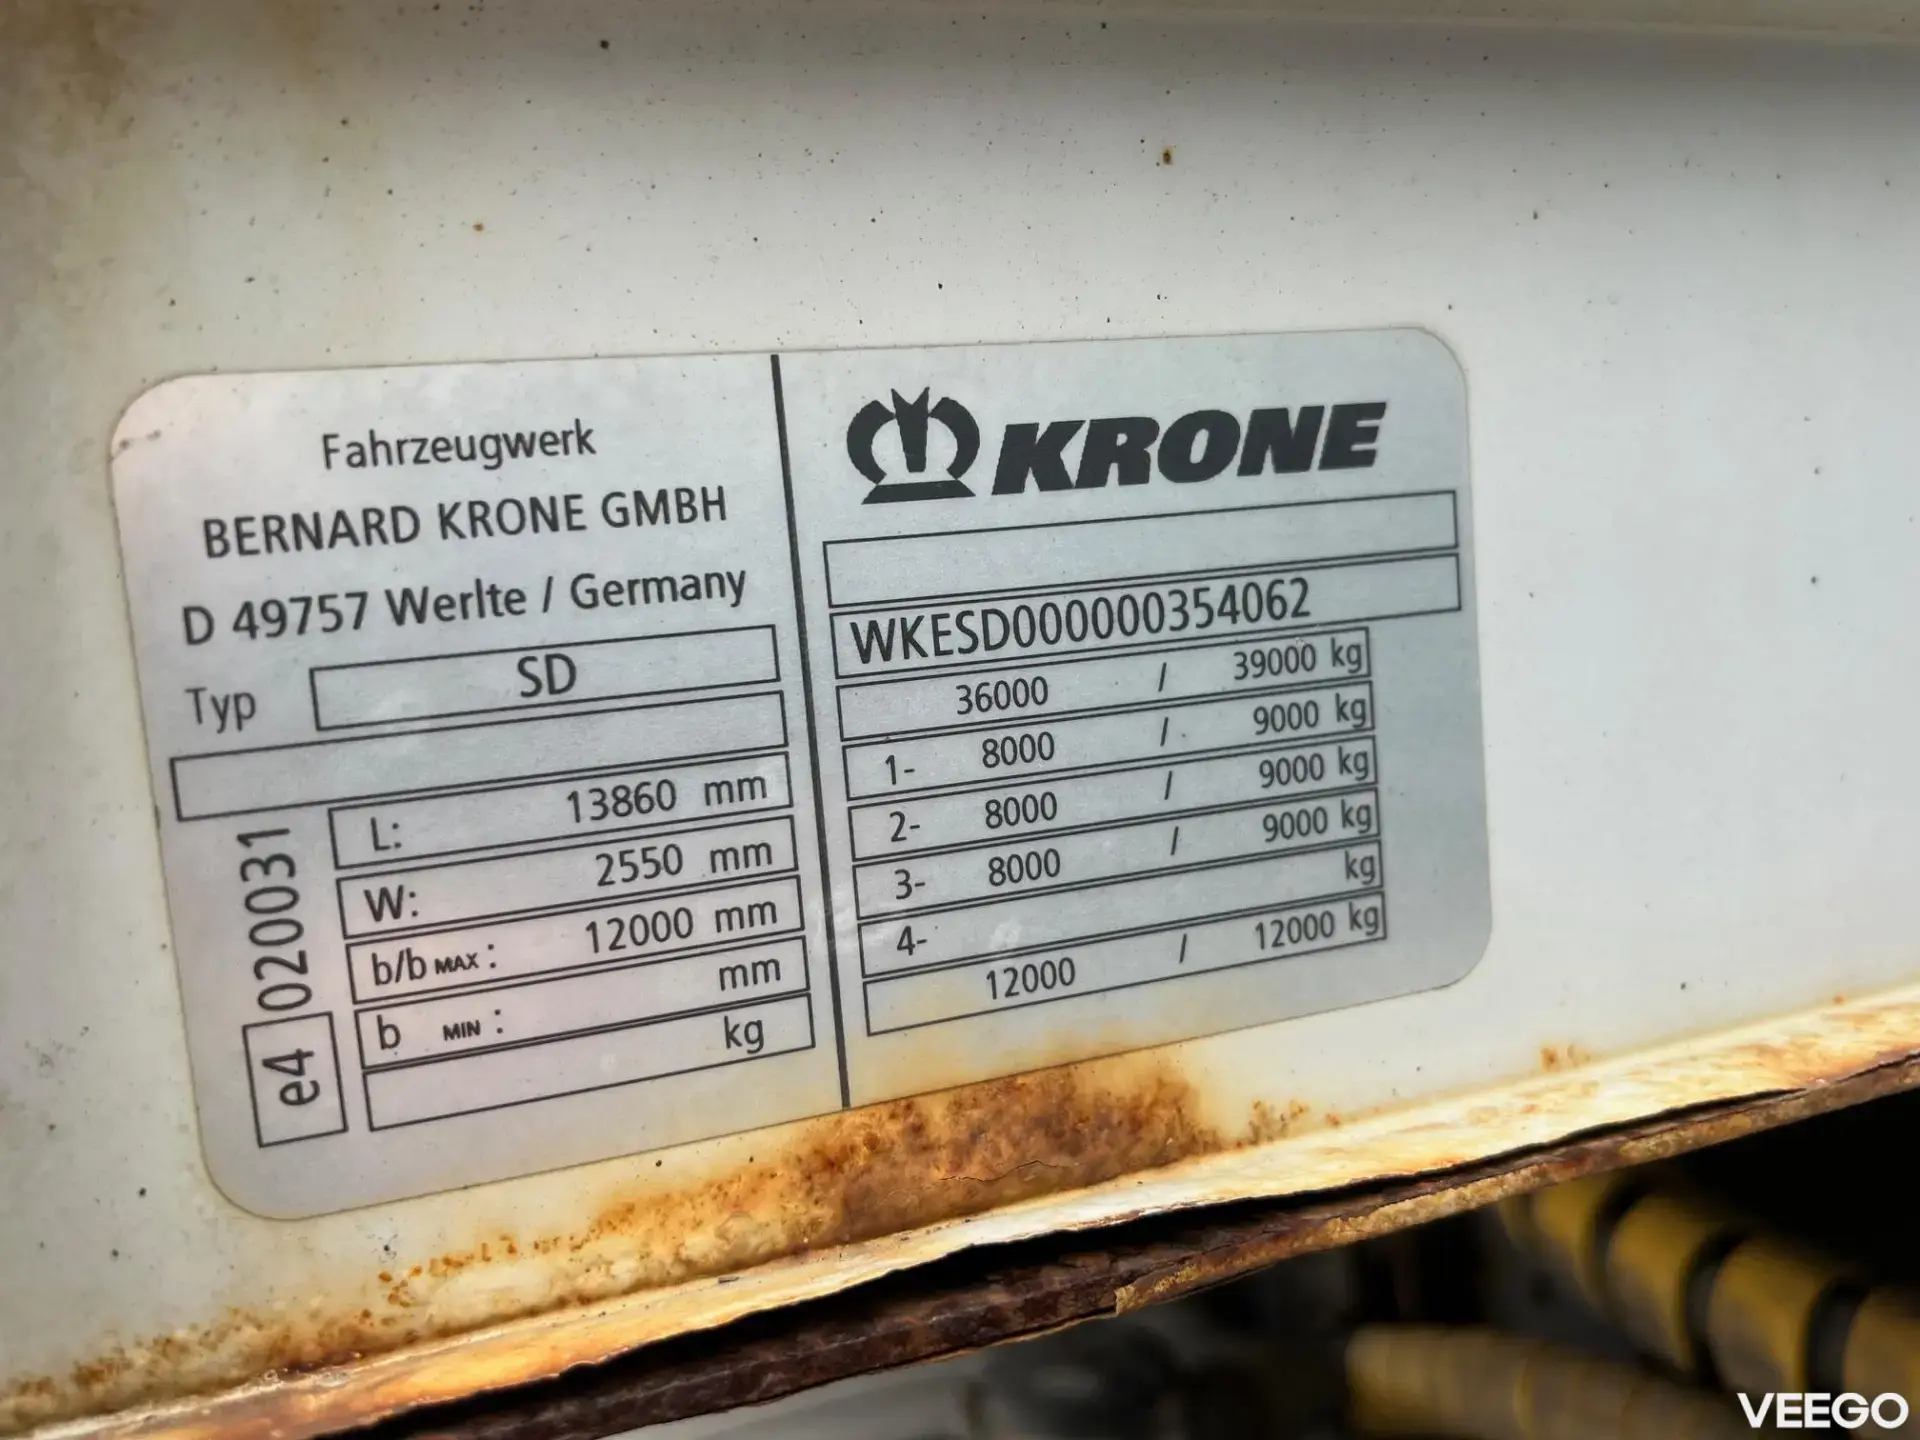 Fahrzeugwerk
BERNARD KRONE GMBH
D 49757 Werlte / Germany
Typ SD
L: 13860 mm
W: 2550 mm
b/b MAX : 12000 mm
b MIN : mm
kg
e4 020031
KRONE
WKESD000000354062
36000 / 39000 kg
1- 8000 / 9000 kg
2- 8000 / 9000 kg
3- 8000 / 9000 kg
4- kg
12000 / 12000 kg
VEEGO